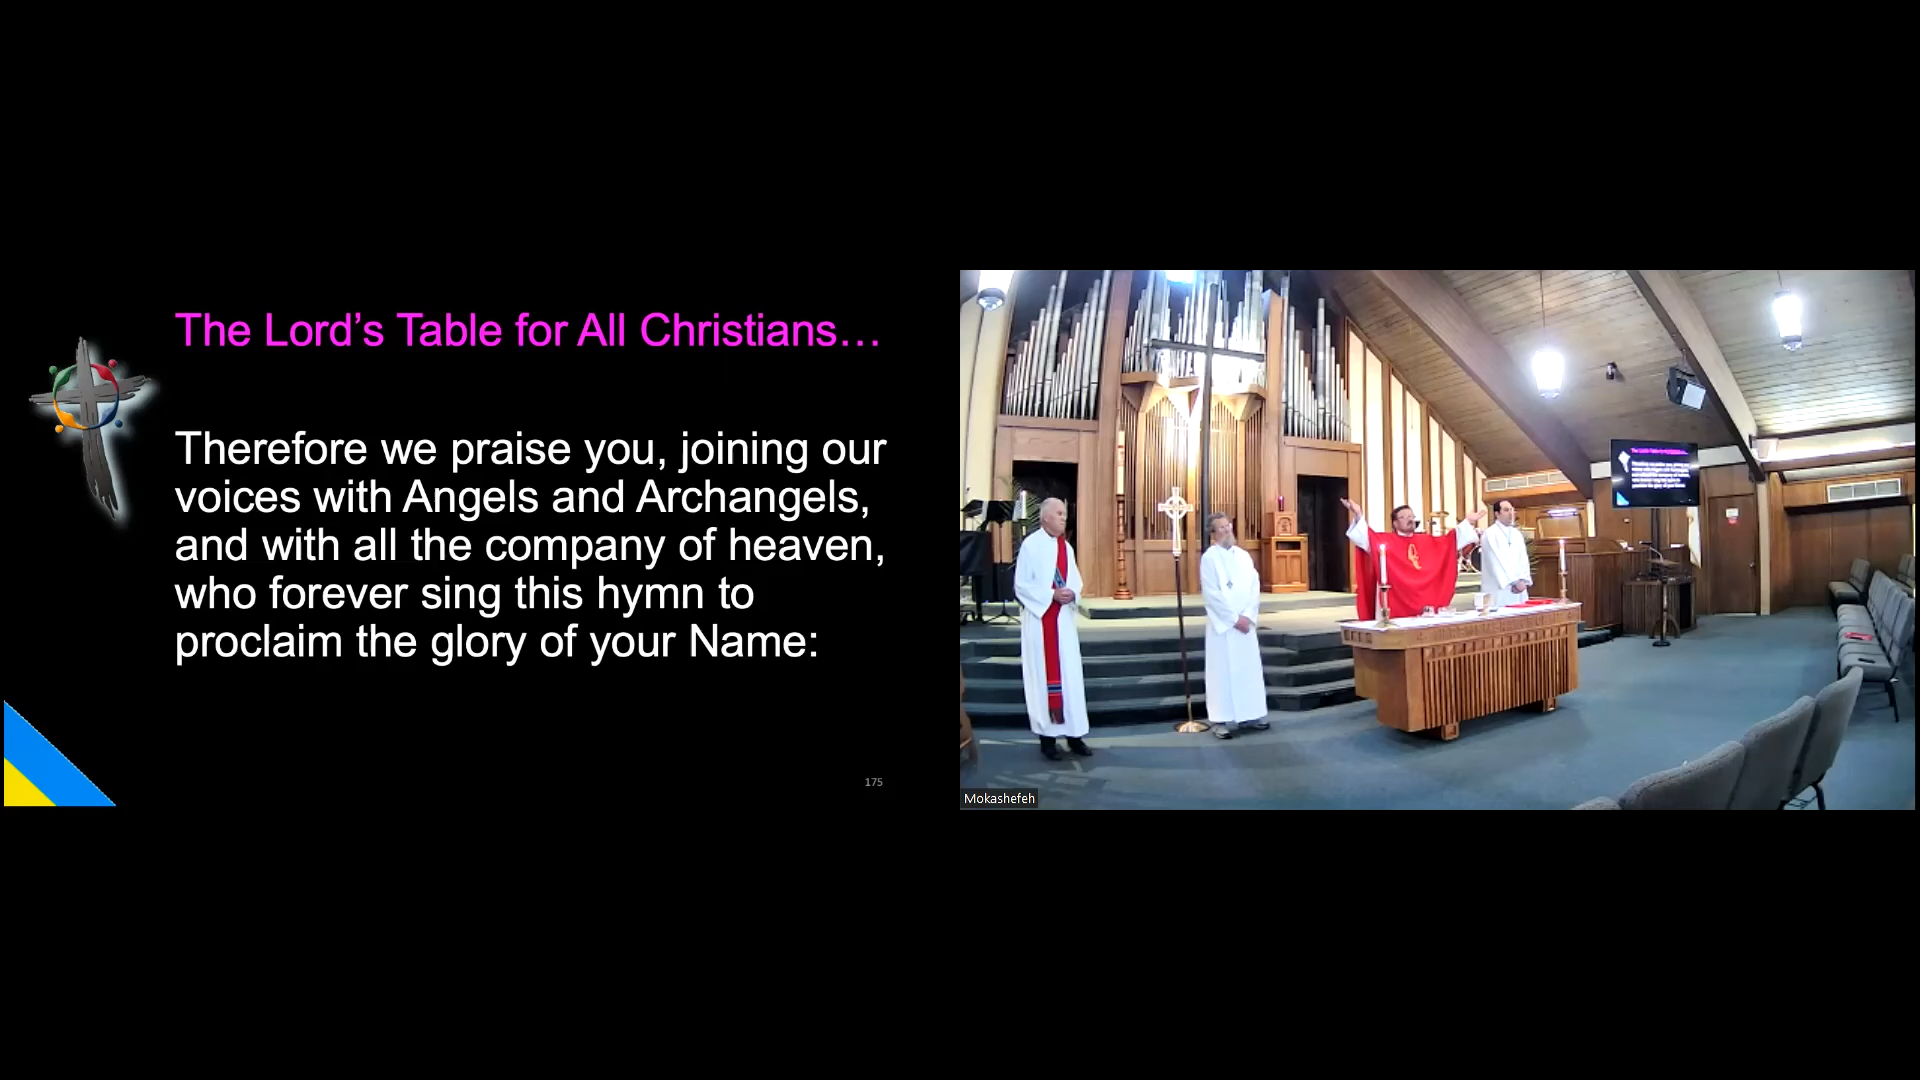 The Lord’s Table for All Christians…
Therefore we praise you, joining our
voices with Angels and Archangels,
and with all the company of heaven,
who forever sing this hymn to
proclaim the glory of your Name:
175
Mokashefeh